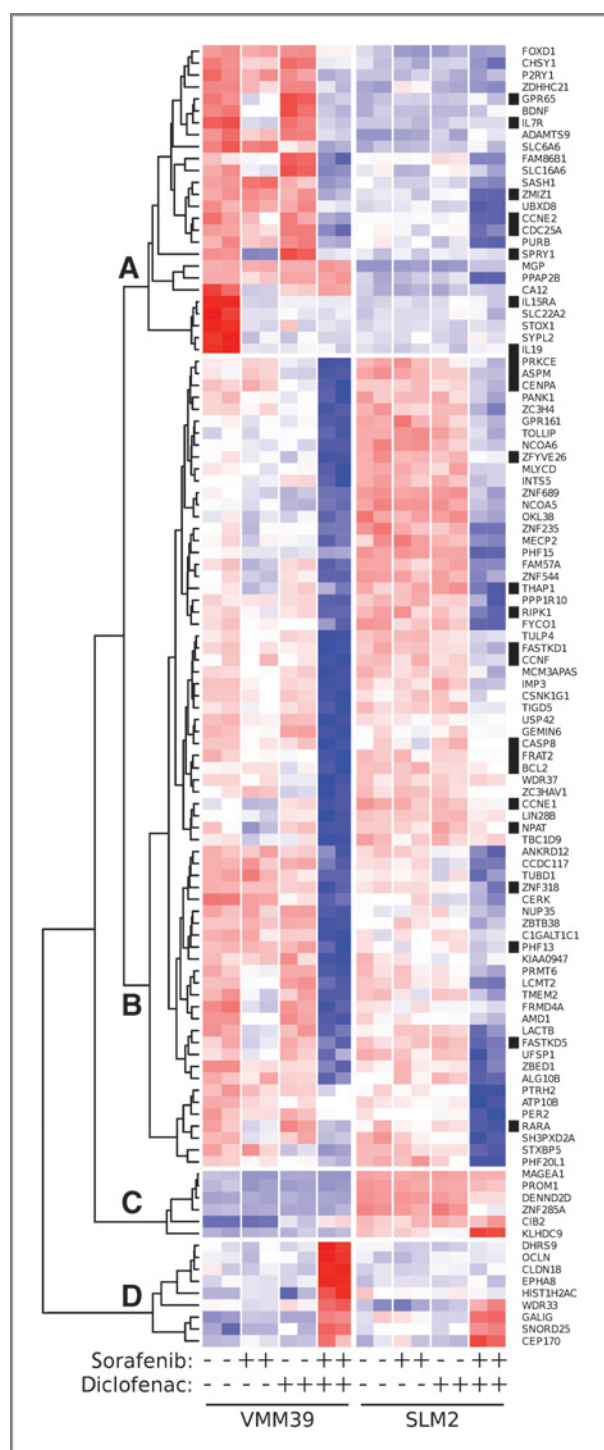 FOXD1
CHSY1
P2RY1
ZDHHC21
GPR65
BDNF
IL7R
ADAMTS9
SLC6A6
FAM86B1
SLC16A6
SASH1
ZMIZ1
UBXD8
CCNE2
CDC25A
PURB
SPRY1
A
MGP
PPAP2B
CA12
IL15RA
SLC22A2
STOX1
SYPL2
IL19
PRKCE
ASPM
CENPA
PANK1
ZC3H4
GPR161
TOLLIP
NCOA6
ZFYVE26
MLYCD
INTS5
ZNF689
NCOA5
OKL38
ZNF235
MECP2
PHF15
FAM57A
ZNF544
THAP1
PPP1R10
RIPK1
FYCO1
TULP4
FASTKD1
CCNF
MCM3APAS
IMP3
CSNK1G1
TIGD5
USP42
GEMIN6
CASP8
FRAT2
BCL2
WDR37
ZC3HAV1
CCNE1
LIN28B
NPAT
TBC1D9
ANKRD12
CCDC117
TUBD1
ZNF318
CERK
NUP35
ZBTB38
C1GALT1C1
PHF13
KIAA0947
PRMT6
LCMT2
TMEM2
B
FRMD4A
AMD1
LACTB
FASTKD5
UFSP1
ZBED1
ALG10B
PTRH2
ATP10B
PER2
RARA
SH3PXD2A
STXBP5
PHF20L1
MAGEA1
PROM1
DENND2D
C
ZNF285A
CIB2
KLHDC9
DHRS9
OCLN
CLDN18
EPHA8
HIST1H2AC
D
WDR33
GALIG
SNORD25
CEP170
Sorafenib: - - + + - - + + - - + + - - + +
Diclofenac: - - - - + + + + - - - - + + + +
VMM39 SLM2